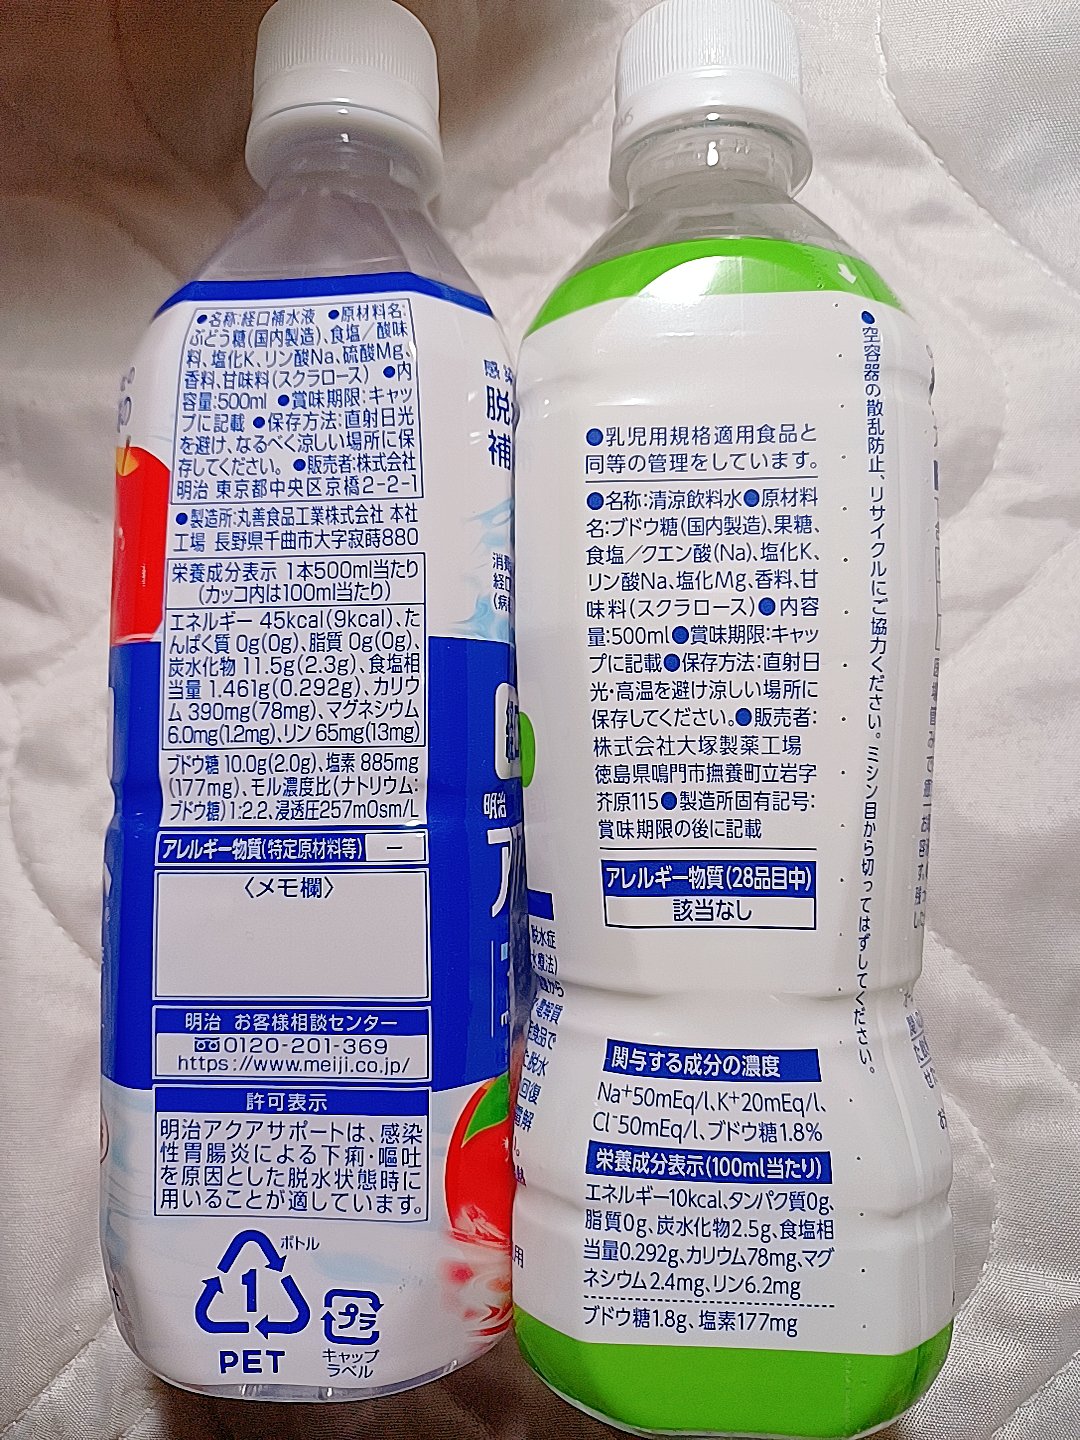 ●名称:経口補水液 ●原材料名:
ぶどう糖(国内製造)、食塩/酸味
料、塩化K、リン酸Na、硫酸Mg、
香料、甘味料(スクラロース) ●内
容量:500ml ●賞味期限:キャッ
プに記載 ●保存方法:直射日光
を避け、なるべく涼しい場所に保
存してください。 ●販売者:株式会社
明治 東京都中央区京橋2-2-1
●製造所:丸善食品工業株式会社 本社
工場 長野県千曲市大字寂蒔880
栄養成分表示 1本500ml当たり
(カッコ内は100ml当たり)
エネルギー 45kcal(9kcal)、た
んぱく質 0g(0g)、脂質 0g(0g)、
炭水化物 11.5g(2.3g)、食塩相
当量 1.461g(0.292g)、カリウ
ム 390mg(78mg)、マグネシウム
6.0mg(1.2mg)、リン 65mg(13mg)
ブドウ糖 10.0g(2.0g)、塩素 885mg
(177mg)、モル濃度比(ナトリウム:
ブドウ糖)1:2.2、浸透圧257mOsm/L
アレルギー物質(特定原材料等) ー
〈メモ欄〉
明治 お客様相談センター
0120-201-369
https://www.meiji.co.jp/
許可表示
明治アクアサポートは、感染
性胃腸炎による下痢・嘔吐
を原因とした脱水状態時に
用いることが適しています。
ボトル
1
PET
プラ
キャップ
ラベル
感染
脱
補
明治
ア
●乳児用規格適用食品と
同等の管理をしています。
●名称:清涼飲料水●原材料
名:ブドウ糖(国内製造)、果糖、
食塩/クエン酸(Na)、塩化K、
リン酸Na、塩化Mg、香料、甘
味料(スクラロース)●内容
量:500ml●賞味期限:キャッ
プに記載●保存方法:直射日
光・高温を避け涼しい場所に
保存してください。●販売者:
株式会社大塚製薬工場
徳島県鳴門市撫養町立岩字
芥原115●製造所固有記号:
賞味期限の後に記載
アレルギー物質(28品目中)
該当なし
関与する成分の濃度
Na⁺50mEq/l、K⁺20mEq/l、
Cl⁻50mEq/l、ブドウ糖1.8%
栄養成分表示(100ml当たり)
エネルギー10kcal、タンパク質0g、
脂質0g、炭水化物2.5g、食塩相
当量0.292g、カリウム78mg、マグ
ネシウム2.4mg、リン6.2mg
ブドウ糖1.8g、塩素177mg
●空容器の散乱防止、リサイクルにご協力ください。ミシン目から切ってはずしてください。
脱水症